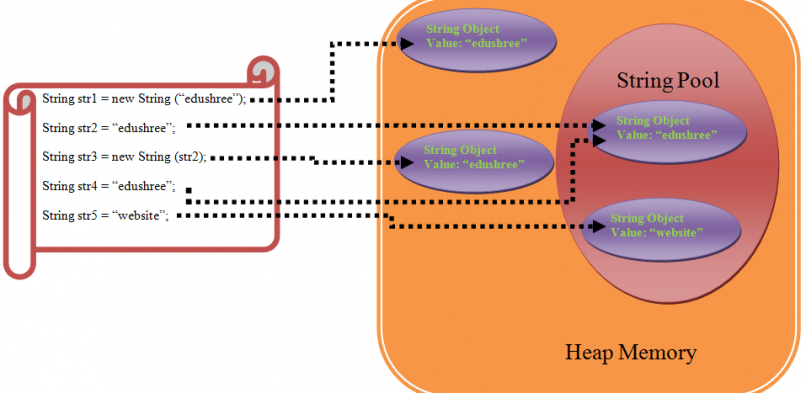 String str1 = new String (“edushree”);
String str2 = “edushree”;
String str3 = new String (str2);
String str4 = “edushree”;
String str5 = “website”;
String Object
Value: “edushree”
String Object
Value: “edushree”
String Pool
String Object
Value: “edushree”
String Object
Value: “website”
Heap Memory